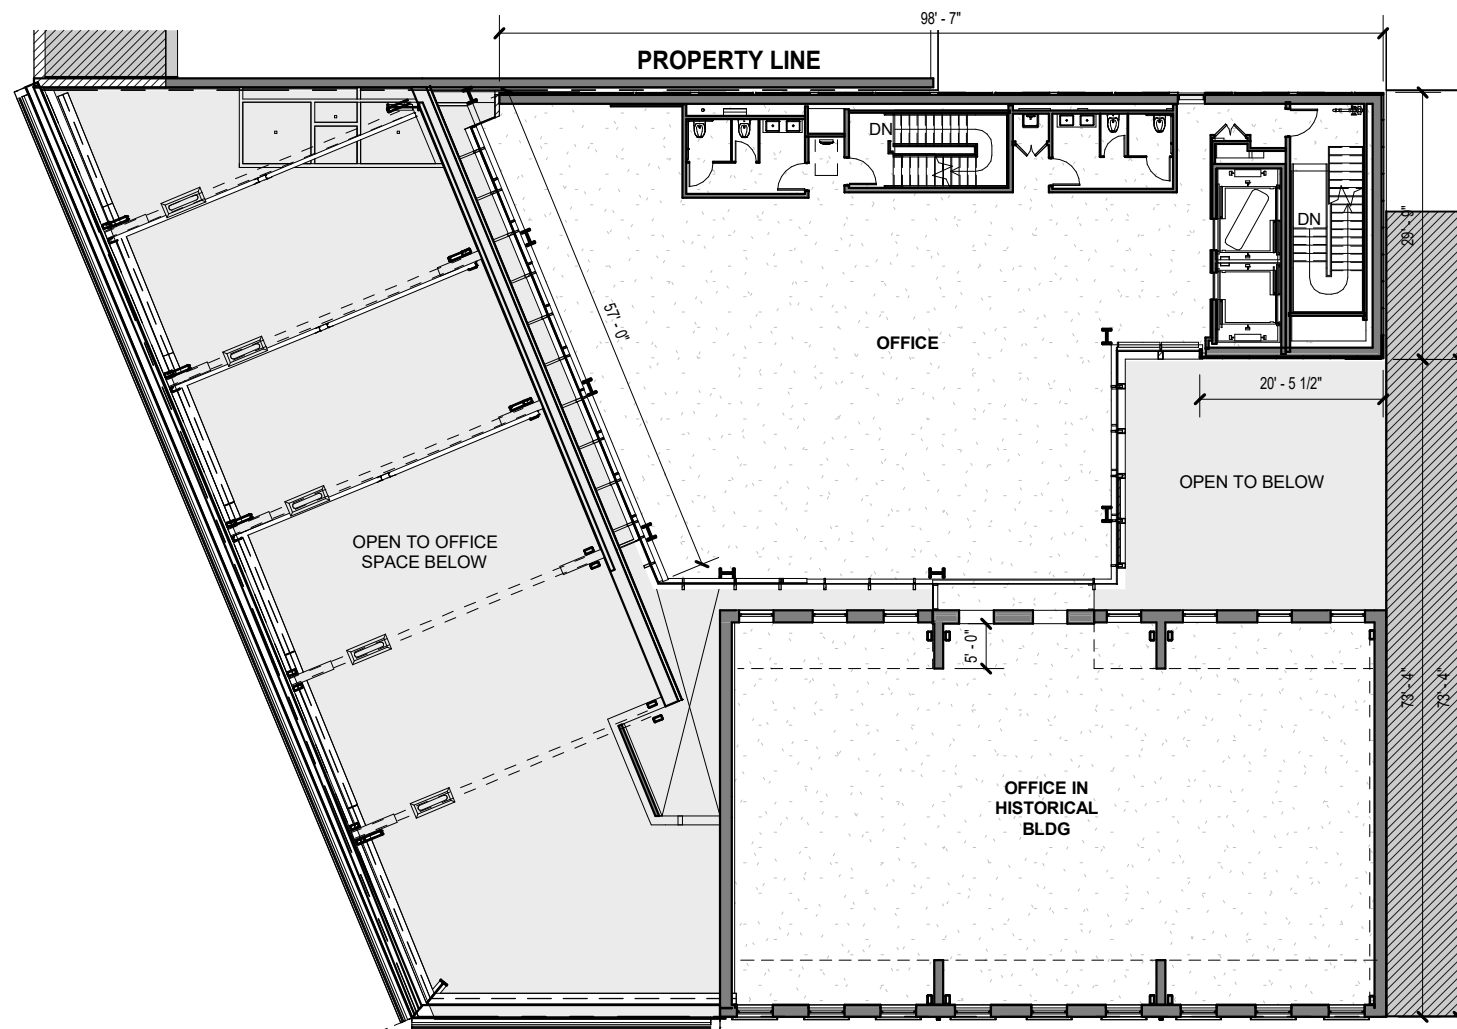 98' - 7"
PROPERTY LINE
DN
DN
29' - 9"
57' - 0"
OFFICE
20' - 5 1/2"
OPEN TO BELOW
OPEN TO OFFICE
SPACE BELOW
5' - 0"
73' - 4"
73' - 4"
OFFICE IN
HISTORICAL
BLDG